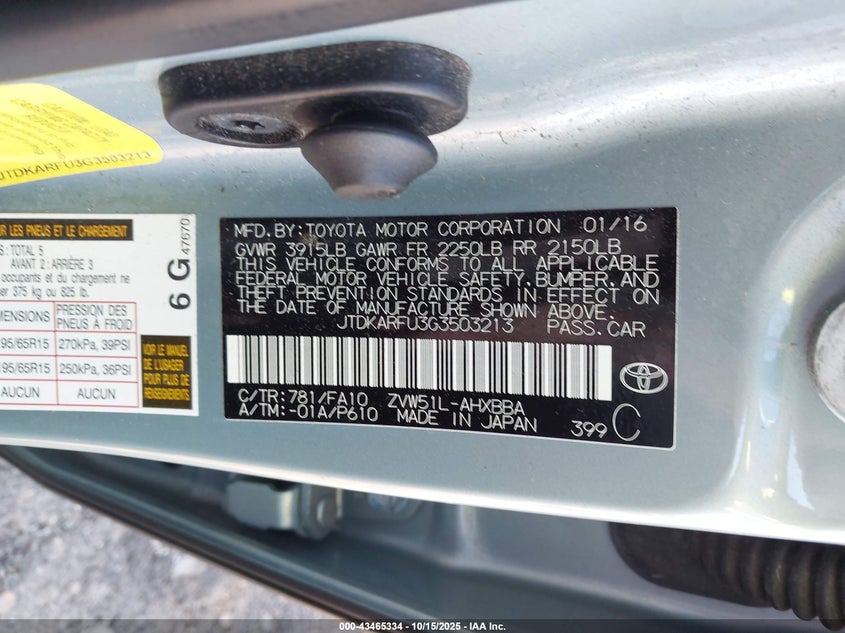 JTDKARFU3G3503213
R LES PNEUS ET LE CHARGEMENT
S : TOTAL 5
AVANT 2 : ARRIÈRE 3
occupants et du chargement ne
er 375 kg ou 825 lb.
MENSIONS
PRESSION DES
PNEUS À FROID
95/65R15
270kPa, 39PSI
95/65R15
250kPa, 36PSI
AUCUN
AUCUN
VOIR LE MANUEL
DE L'USAGER
POUR PLUS DE
RENSEIGNEMENTS
6 G
47670
MFD. BY: TOYOTA MOTOR CORPORATION 01/16
GVWR 3915LB GAWR FR 2250LB RR 2150LB
THIS VEHICLE CONFORMS TO ALL APPLICABLE
FEDERAL MOTOR VEHICLE SAFETY, BUMPER, AND
THEFT PREVENTION STANDARDS IN EFFECT ON
THE DATE OF MANUFACTURE SHOWN ABOVE.
JTDKARFU3G3503213 PASS. CAR
C/TR: 781/FA10 ZVW51L-AHXBBA
A/TM: -01A/P610 MADE IN JAPAN
399 C
000-43465334 - 10/15/2025 - IAA Inc.